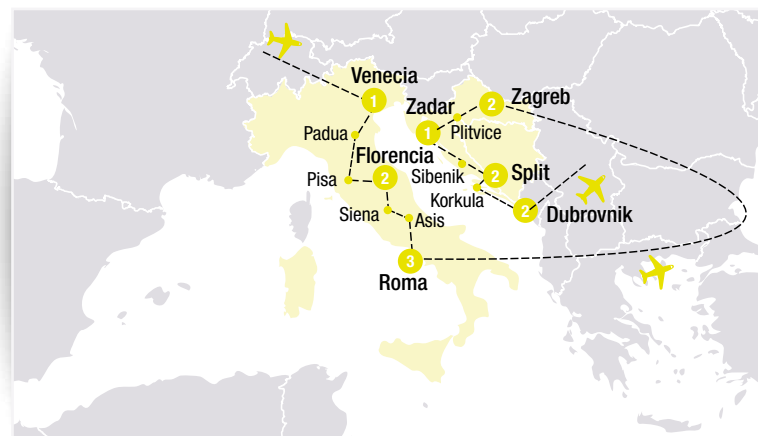 Venecia
1
Padua
Pisa
Florencia
2
Siena
Asis
3
Roma
Zagreb
2
Zadar
1
Plitvice
Sibenik
Split
2
Korkula
2
Dubrovnik